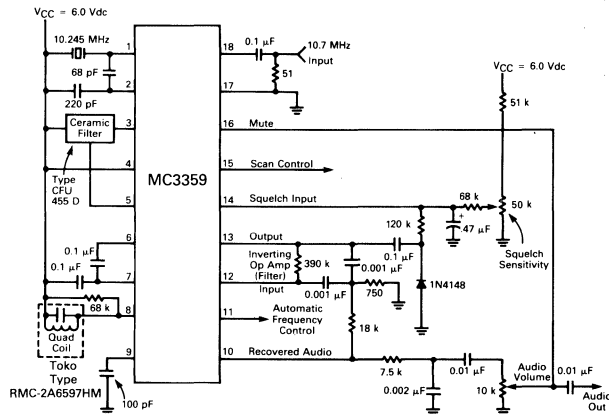 VCC = 6.0 Vdc
10.245 MHz
68 pF
220 pF
Ceramic
Filter
Type
CFU
455 D
0.1 µF
0.1 µF
68 k
Quad
Coil
Toko
Type
RMC-2A6597HM
100 pF
1
2
3
4
5
6
7
8
9
MC3359
18
17
16
15
14
13
12
11
10
0.1 µF
10.7 MHz
Input
51
Mute
Scan Control
Squelch Input
Output
Inverting
Op Amp
(Filter)
Input
Automatic
Frequency
Control
Recovered Audio
VCC = 6.0 Vdc
51 k
68 k
50 k
+
.47 µF
Squelch
Sensitivity
120 k
0.1 µF
390 k
0.001 µF
0.001 µF
750
1N4148
18 k
7.5 k
0.002 µF
0.01 µF
Audio
Volume
10 k
0.01 µF
Audio
Out